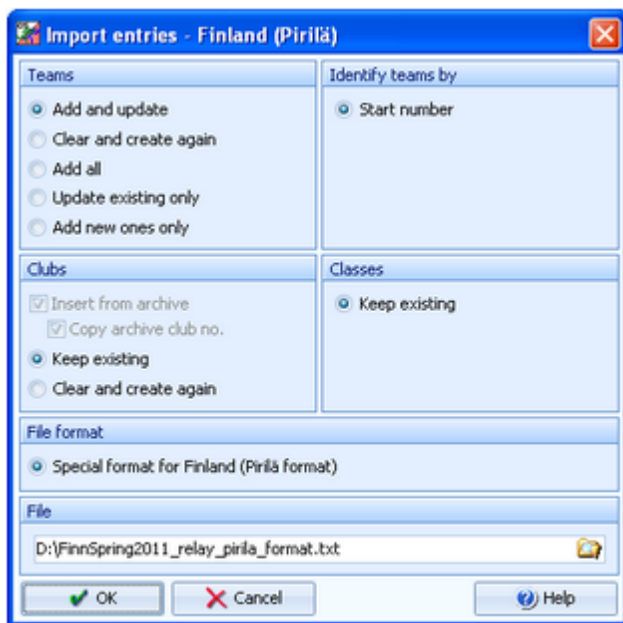 Import entries - Finland (Pirilä)
Teams
Add and update
Clear and create again
Add all
Update existing only
Add new ones only
Identify teams by
Start number
Clubs
Insert from archive
Copy archive club no.
Keep existing
Clear and create again
Classes
Keep existing
File format
Special format for Finland (Pirilä format)
File
D:\FinnSpring2011_relay_pirila_format.txt
OK
Cancel
Help